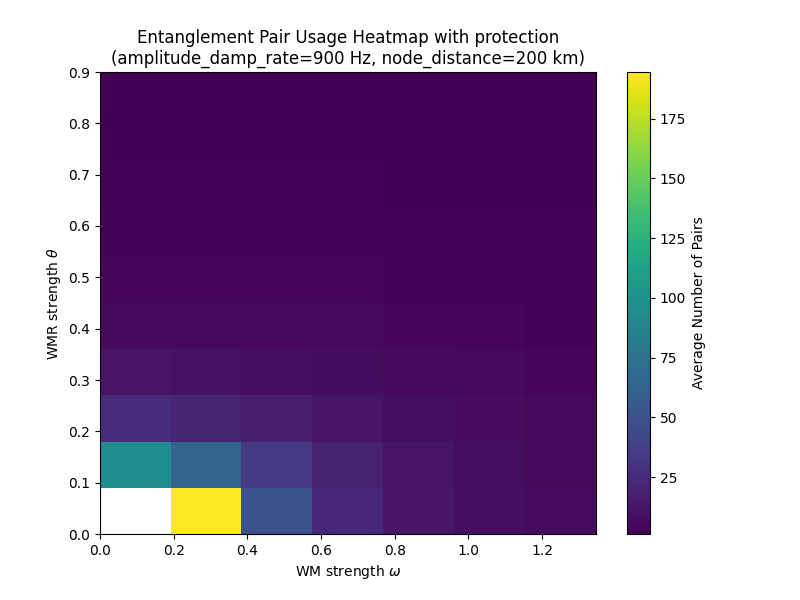 Entanglement Pair Usage Heatmap with protection
(amplitude_damp_rate=900 Hz, node_distance=200 km)
0.9
0.8
0.7
0.6
0.5
0.4
0.3
0.2
0.1
0.0
WMR strength θ
0.0 0.2 0.4 0.6 0.8 1.0 1.2
WM strength ω
175
150
125
100
75
50
25
Average Number of Pairs